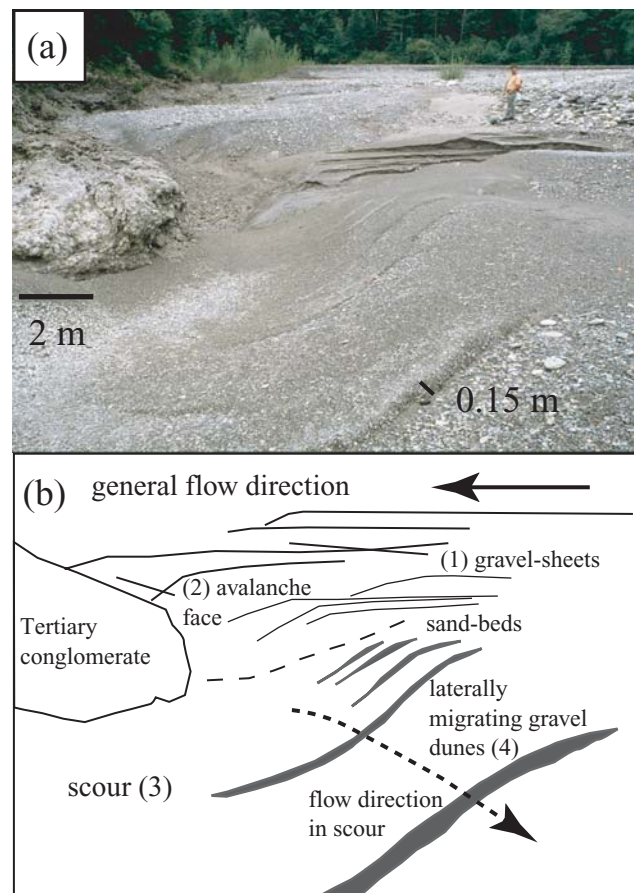 (a)
2 m
0.15 m
(b)
general flow direction
(1) gravel-sheets
(2) avalanche
face
Tertiary
conglomerate
sand-beds
laterally
migrating gravel
dunes (4)
scour (3)
flow direction
in scour